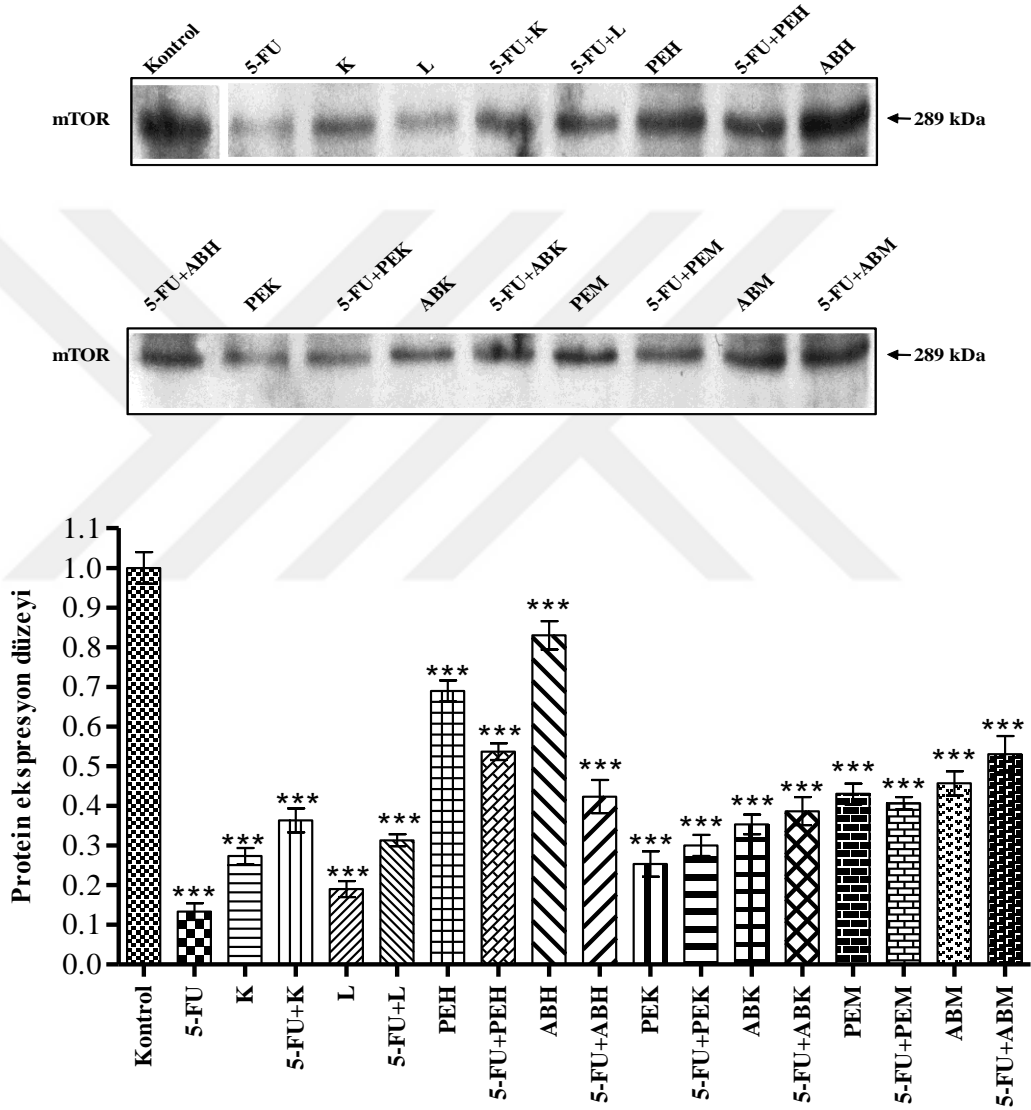 Kontrol 5-FU K L 5-FU+K 5-FU+L PEH 5-FU+PEH ABH
mTOR 289 kDa
5-FU+ABH PEK 5-FU+PEK ABK 5-FU+ABK PEM 5-FU+PEM ABM 5-FU+ABM
mTOR 289 kDa
Protein ekspresyon düzeyi
1.1
1.0
0.9
0.8
0.7
0.6
0.5
0.4
0.3
0.2
0.1
0.0
*** *** *** *** *** *** *** *** *** *** *** *** *** *** *** *** ***
Kontrol 5-FU K 5-FU+K L 5-FU+L PEH 5-FU+PEH ABH 5-FU+ABH PEK 5-FU+PEK ABK 5-FU+ABK PEM 5-FU+PEM ABM 5-FU+ABM